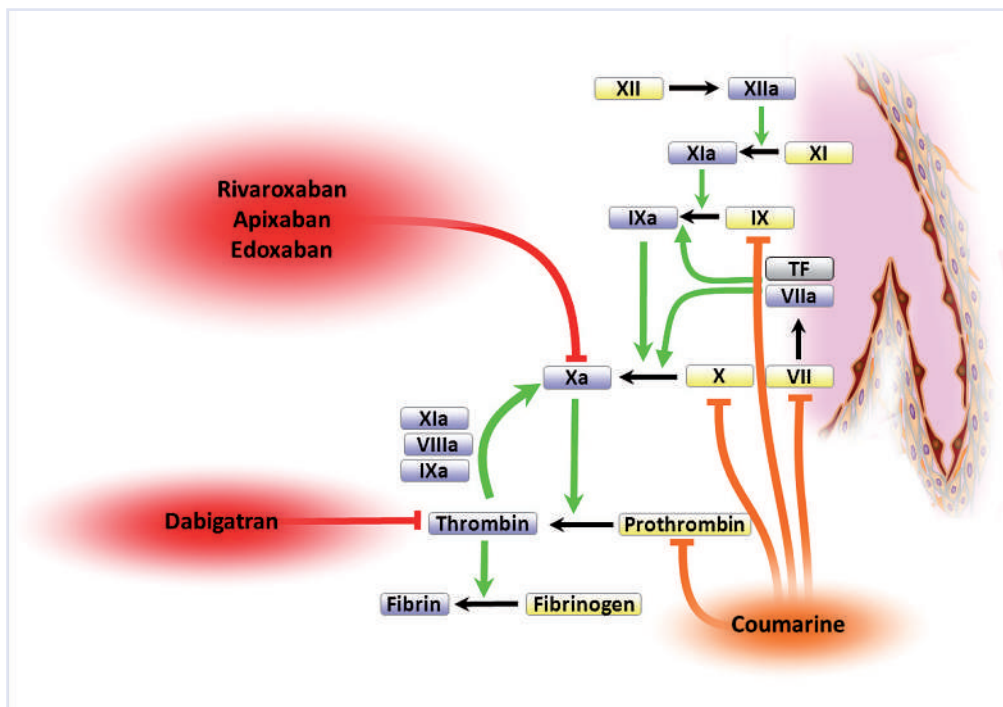 XII
XIIa
XIa
XI
Rivaroxaban
Apixaban
Edoxaban
IXa
IX
TF
VIIa
Xa
X
VII
XIa
VIIIa
IXa
Dabigatran
Thrombin
Prothrombin
Fibrin
Fibrinogen
Coumarine